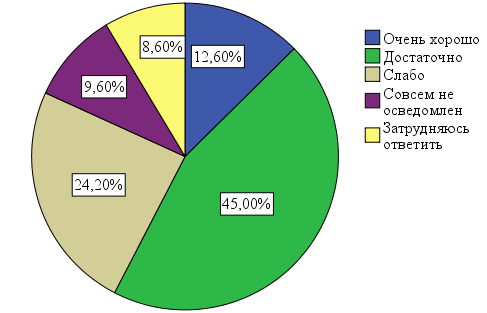 8,60%
12,60%
9,60%
24,20%
45,00%
Очень хорошо
Достаточно
Слабо
Совсем не
осведомлен
Затрудняюсь
ответить